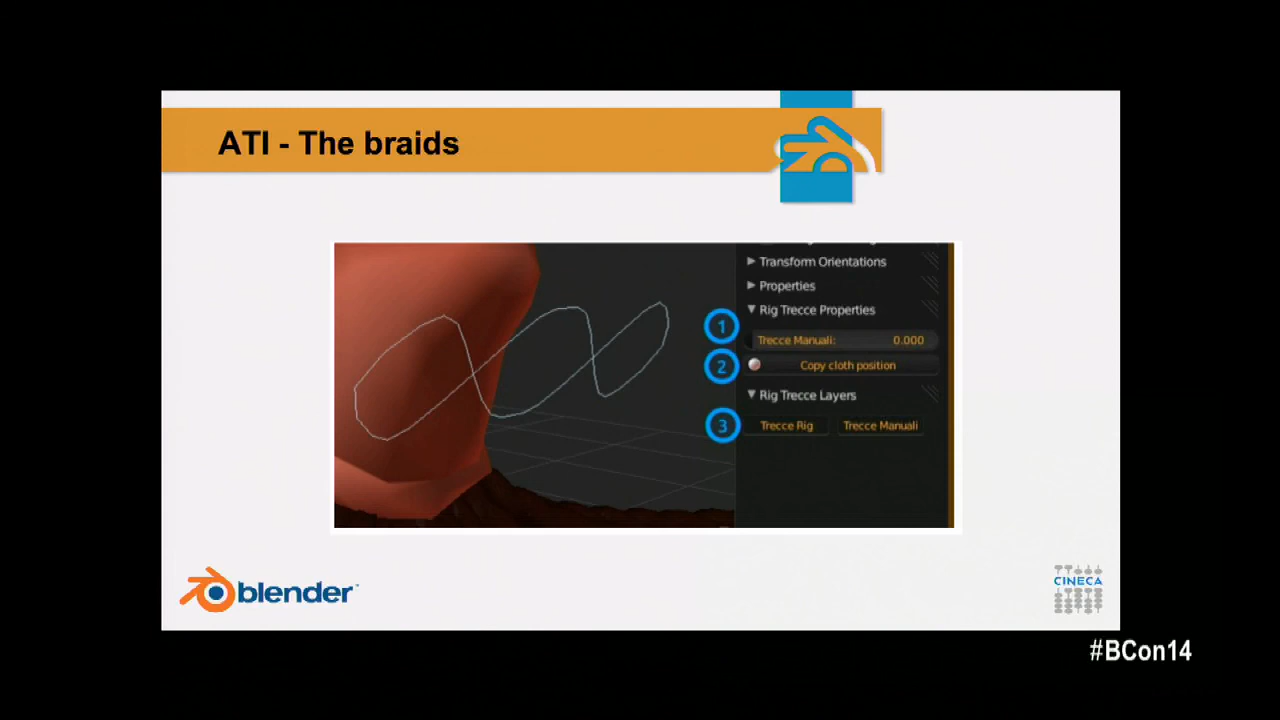 ATI - The braids
Transform Orientations
Properties
Rig Trecce Properties
1
Trecce Manuali: 0.000
2
Copy cloth position
Rig Trecce Layers
3
Trecce Rig Trecce Manuali
blender™
CINECA
#BCon14